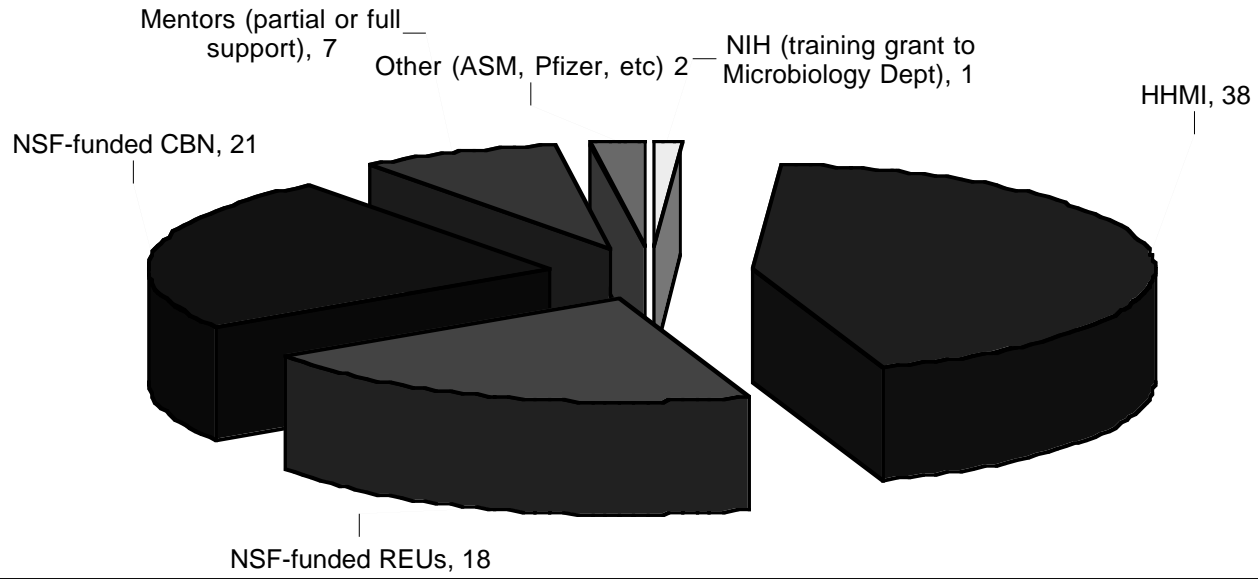 Mentors (partial or full
support), 7
Other (ASM, Pfizer, etc) 2
NIH (training grant to
Microbiology Dept), 1
HHMI, 38
NSF-funded CBN, 21
NSF-funded REUs, 18